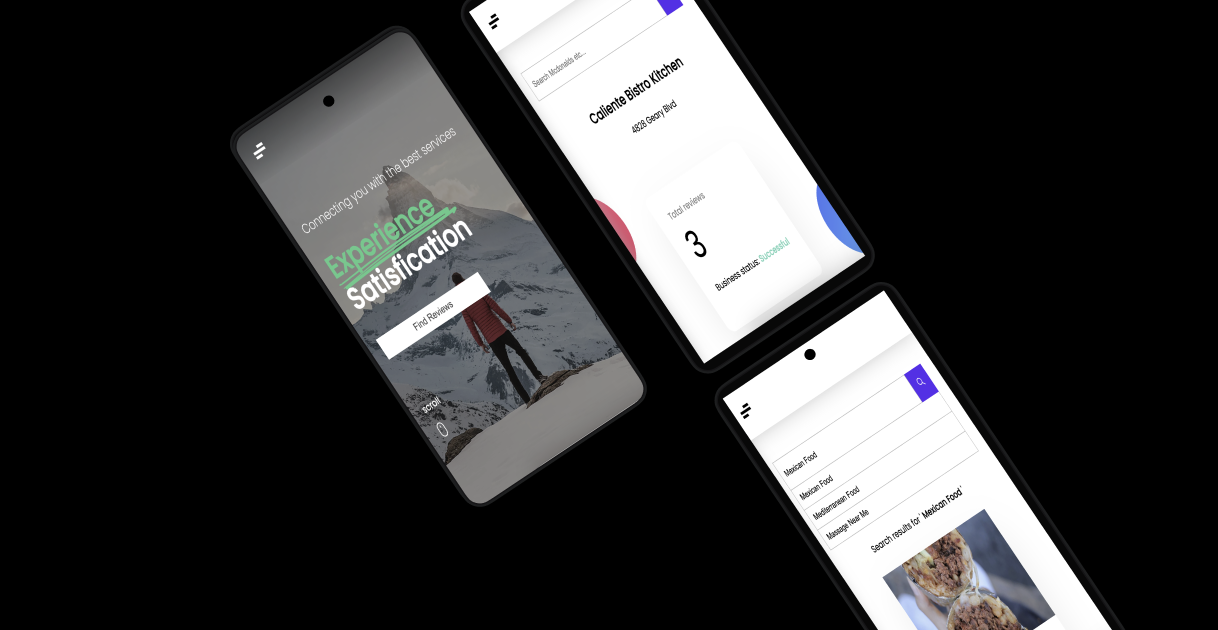 Connecting you with the best services
Experience
Satisfication
Find Reviews
scroll
Search Mcdonalds etc...
Caliente Bistro Kitchen
4828 Geary Blvd
Total reviews
3
Business status: Successful
Mexican Food
Mexican Food
Mediterranean Food
Massage Near Me
Search results for ' Mexican Food '